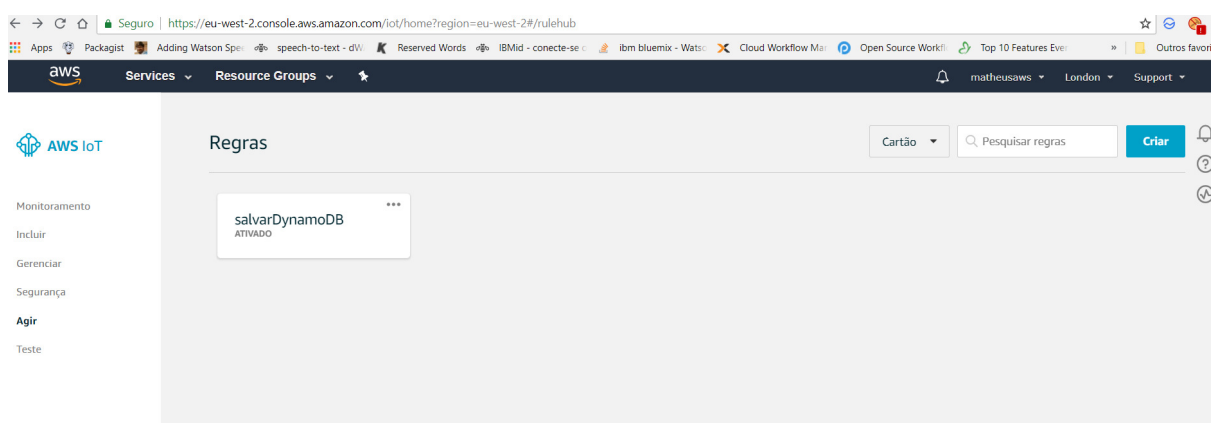 Seguro https://eu-west-2.console.aws.amazon.com/iot/home?region=eu-west-2#/rulehub
Apps Packagist Adding Watson Spe speech-to-text - dW Reserved Words IBMid - conecte-se c ibm bluemix - Watso Cloud Workflow Ma Open Source Workfl Top 10 Features Ever » Outros favori
aws Services Resource Groups matheusaws London Support
AWS IoT
Regras Cartão Pesquisar regras Criar
Monitoramento
Incluir
Gerenciar
Segurança
Agir
Teste
salvarDynamoDB
ATIVADO